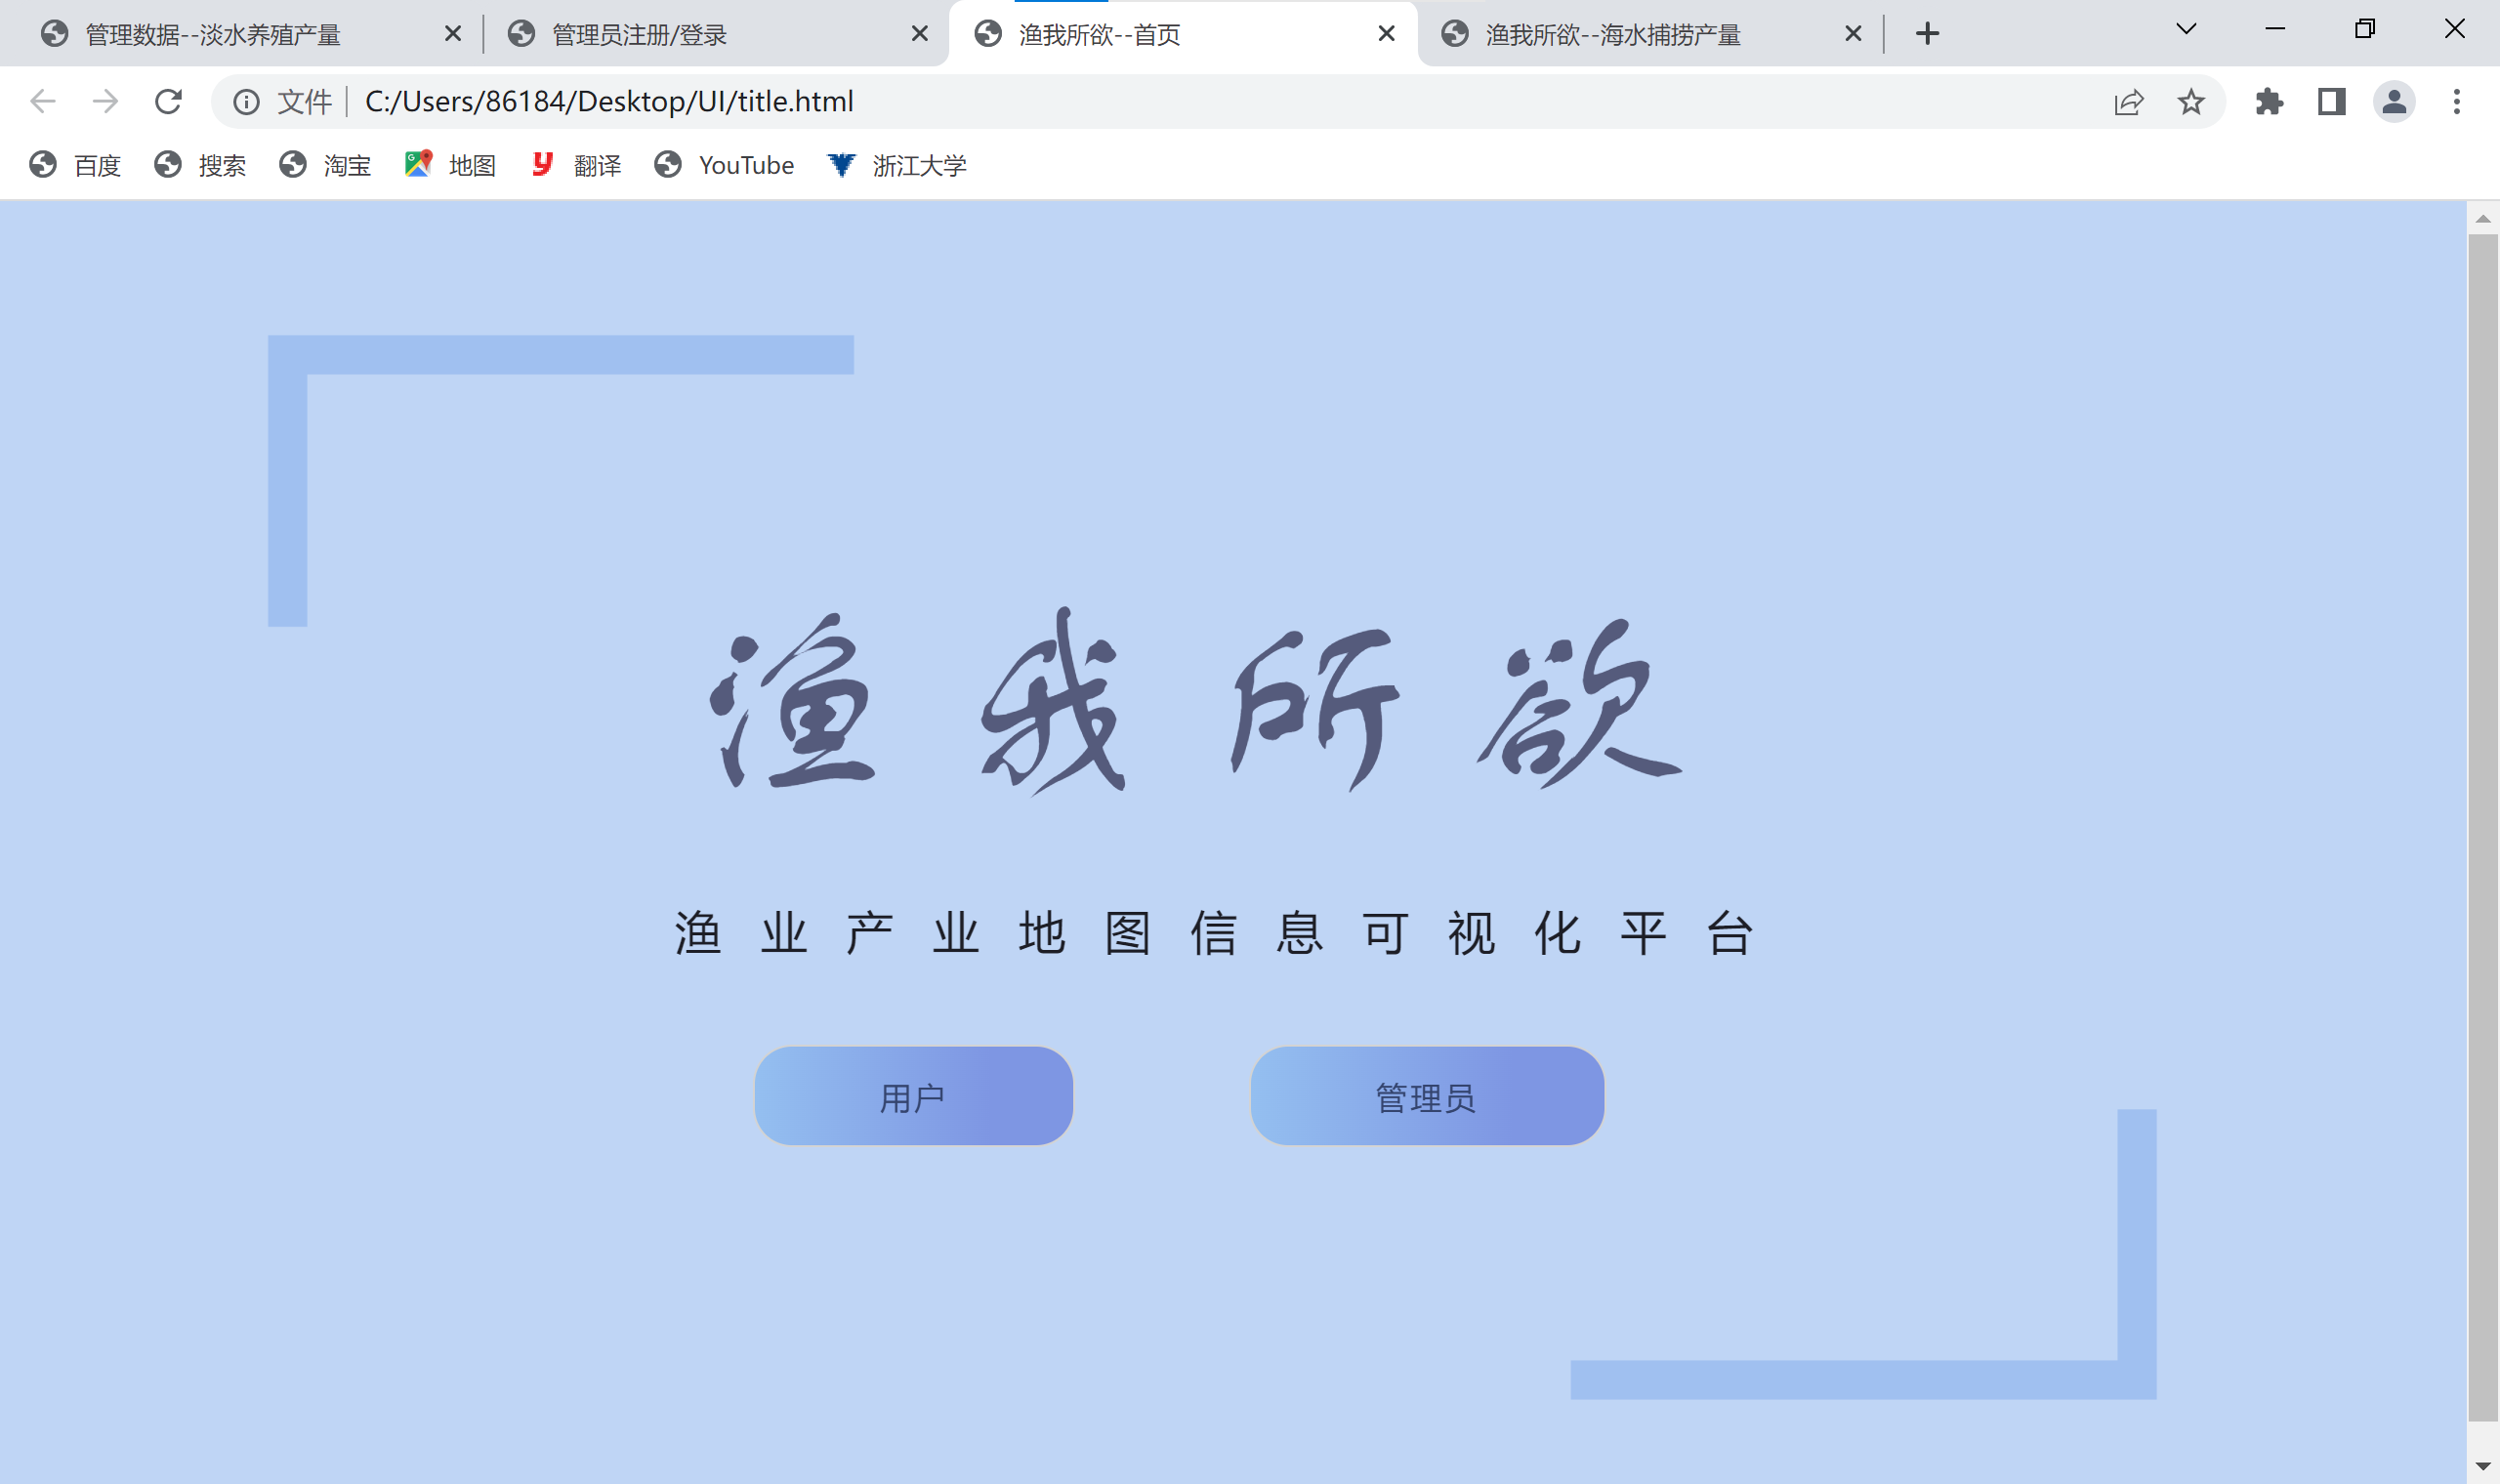 管理数据--淡水养殖产量
管理员注册/登录
渔我所欲--首页
渔我所欲--海水捕捞产量
文件 C:/Users/86184/Desktop/UI/title.html
百度 搜索 淘宝 地图 翻译 YouTube 浙江大学
渔我所欲
渔业产业地图信息可视化平台
用户
管理员